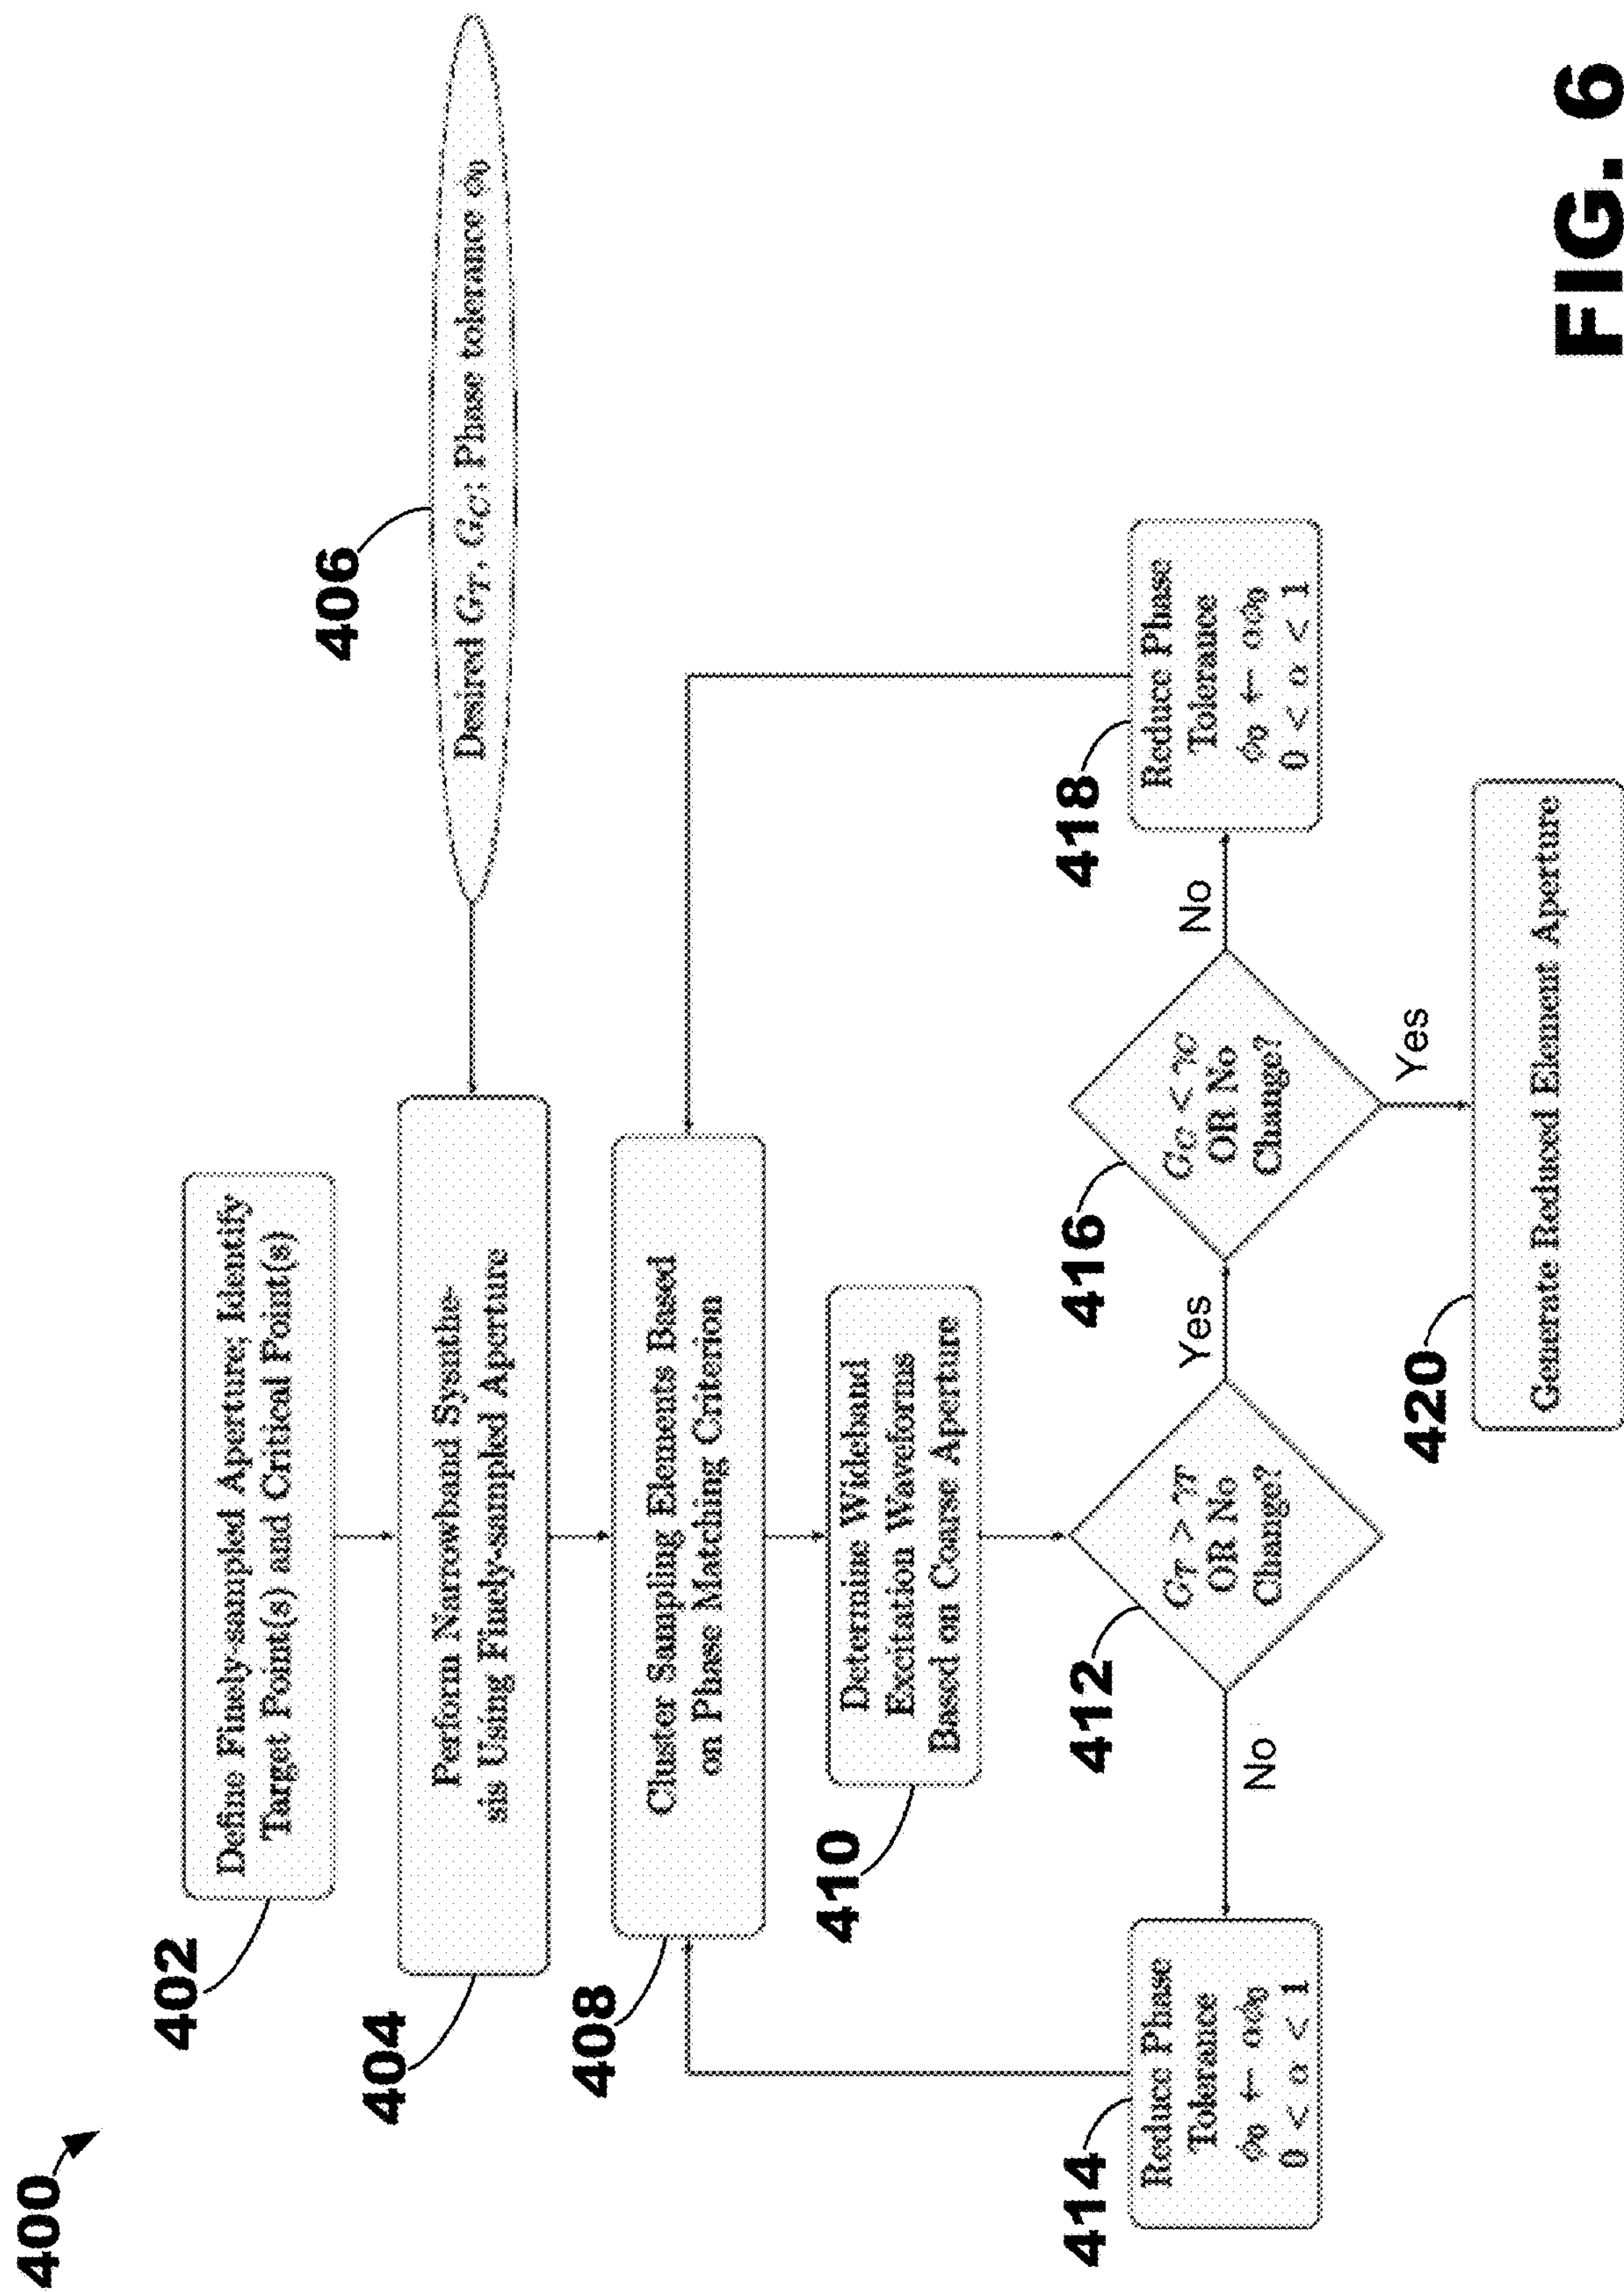 400
402
Define Finely-sampled Aperture; Identify
Target Point(s) and Critical Point(s)
406
Desired G_T, G_C; Phase tolerance ϕ₀
404
Perform Narrowband Synthe-
sis Using Finely-sampled Aperture
408
Cluster Sampling Elements Based
on Phase Matching Criterion
410
Determine Wideband
Excitation Waveforms
Based on Course Aperture
412
G_T > γ_T
OR No
Change?
No
Yes
414
Reduce Phase
Tolerance
ϕ₀ ← αϕ₀
0 < α < 1
416
G_C < γ_C
OR No
Change?
No
Yes
418
Reduce Phase
Tolerance
ϕ₀ ← αϕ₀
0 < α < 1
420
Generate Reduced Element Aperture
FIG. 6